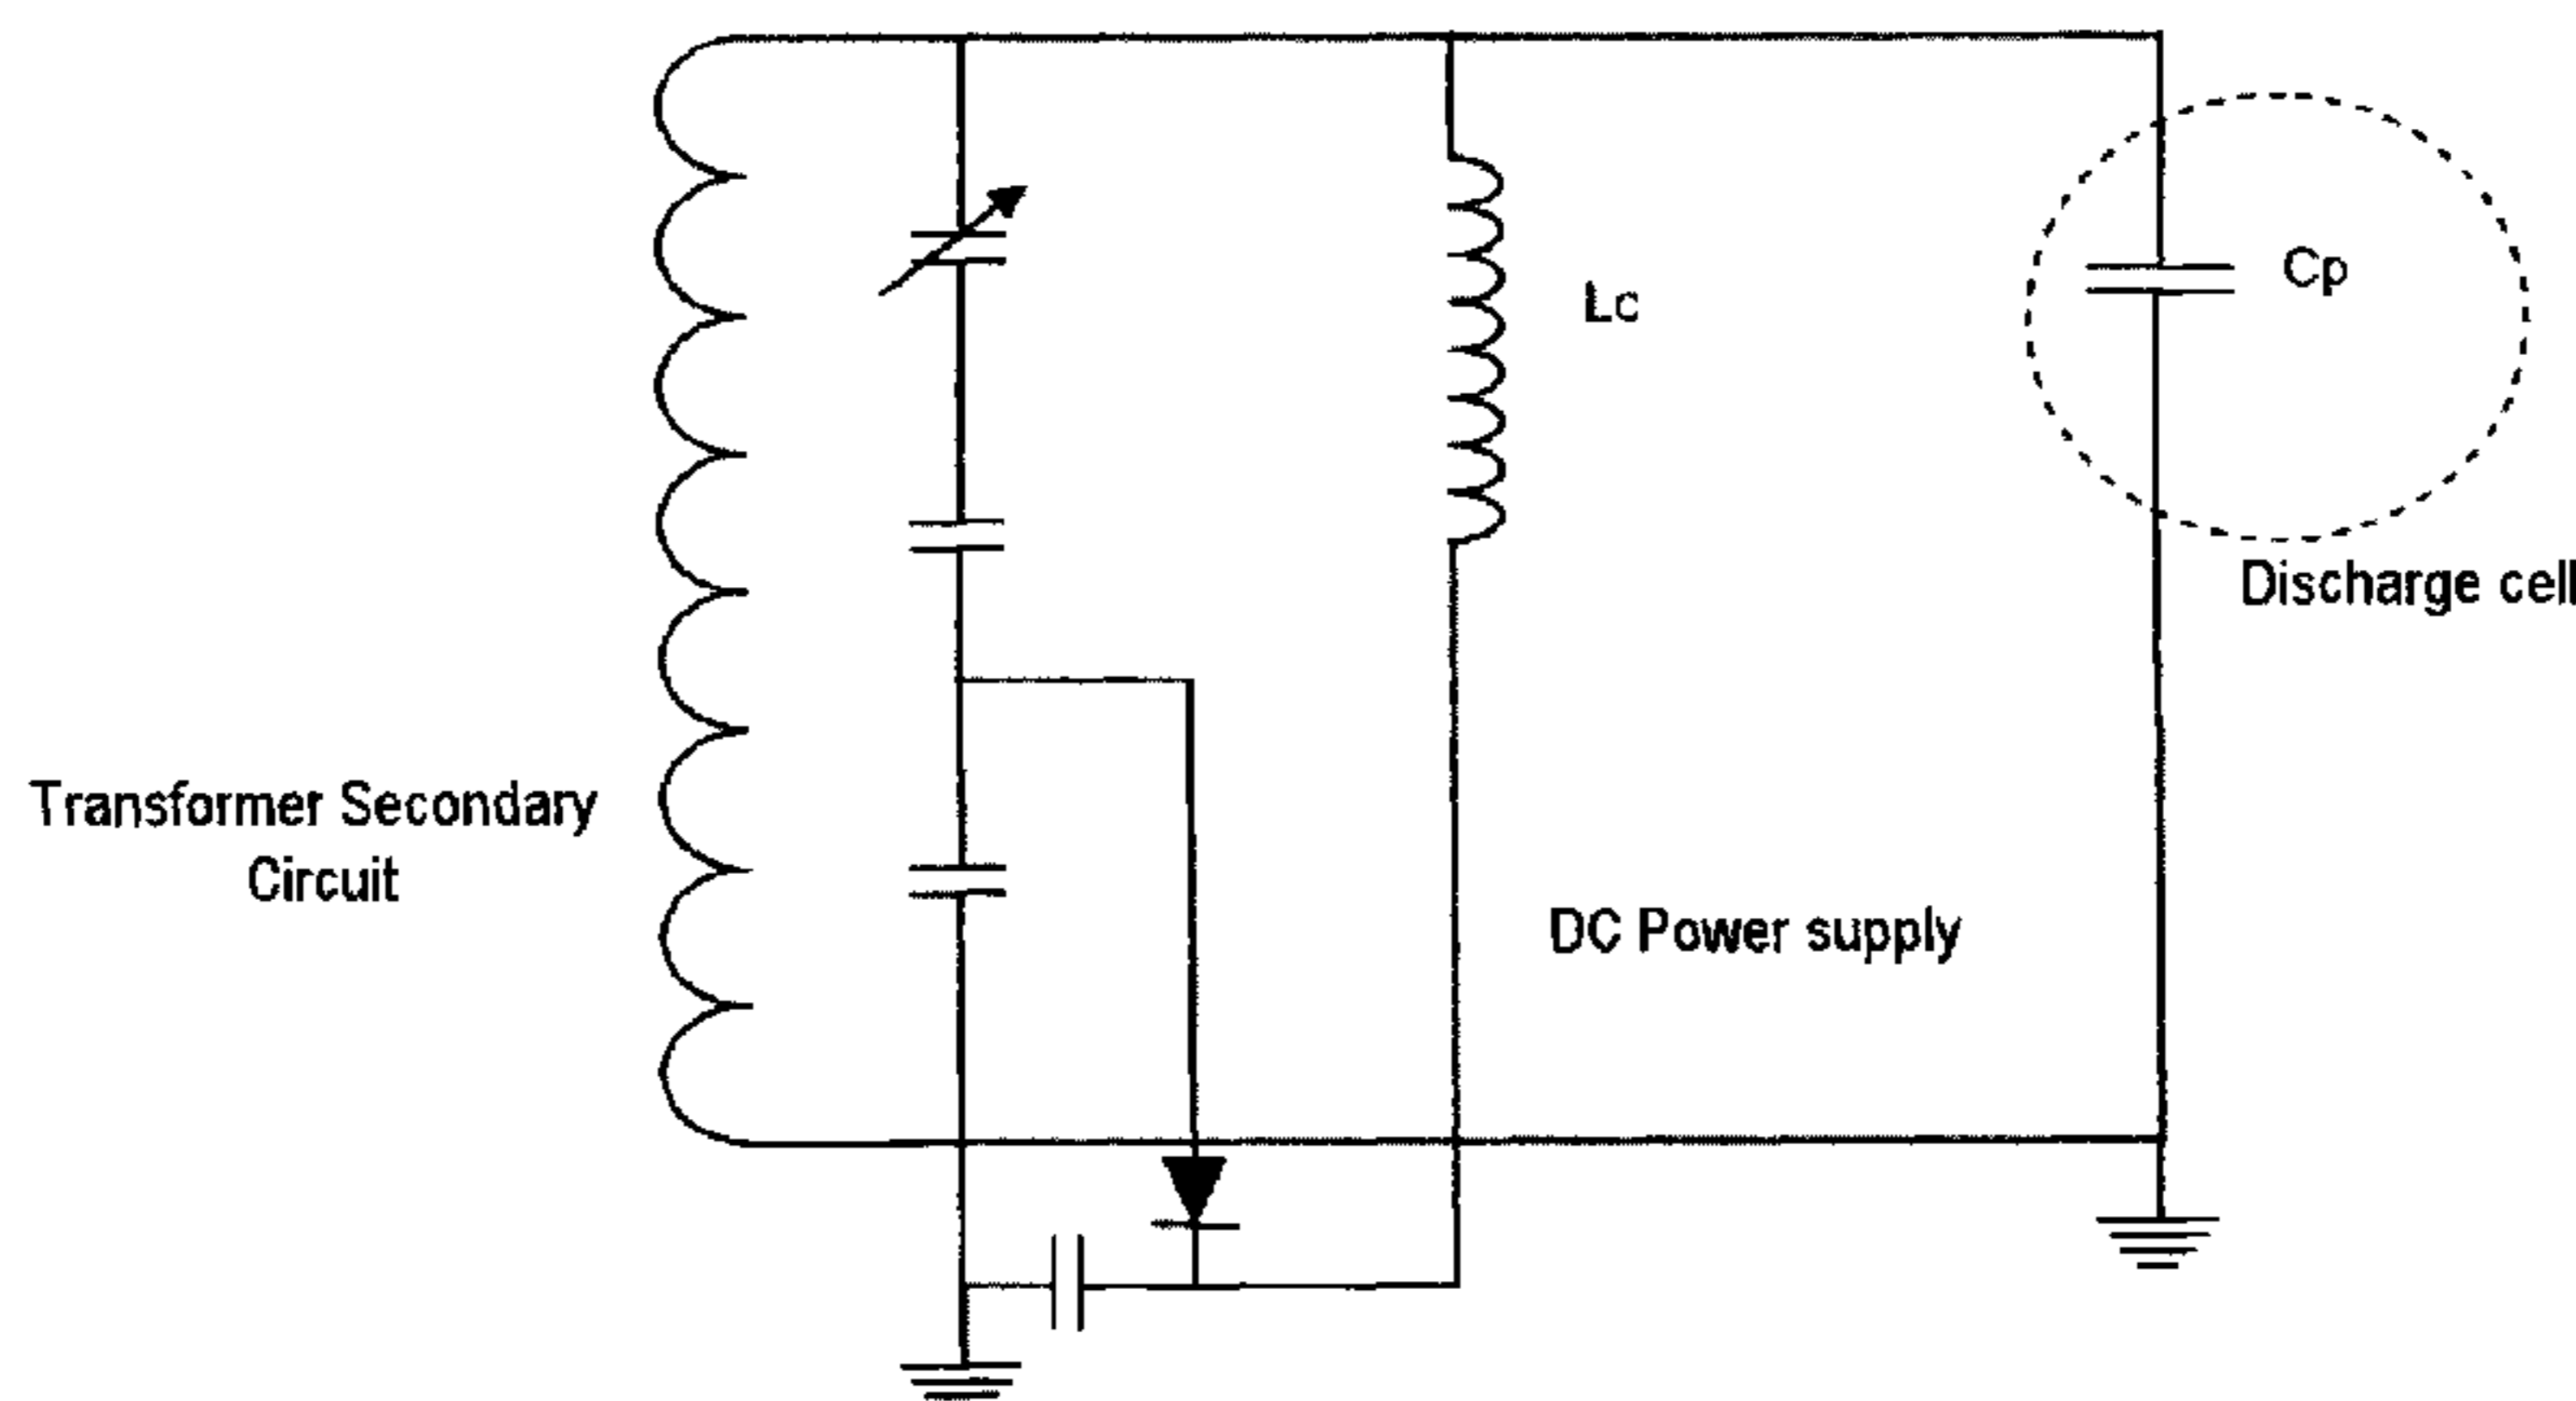 Lc
Cp
Discharge cell
Transformer Secondary
Circuit
DC Power supply